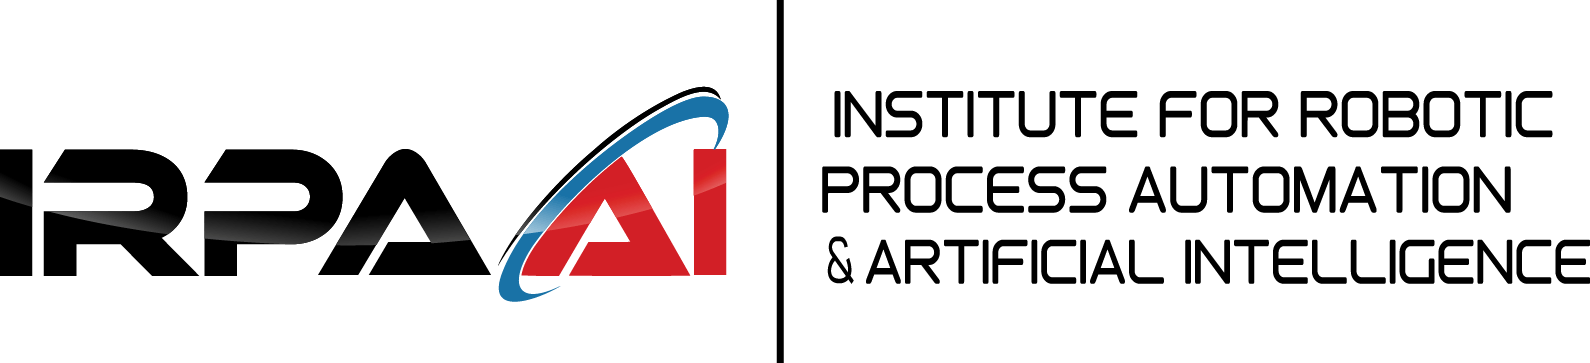 IRPA AI
INSTITUTE FOR ROBOTIC
PROCESS AUTOMATION
& ARTIFICIAL INTELLIGENCE